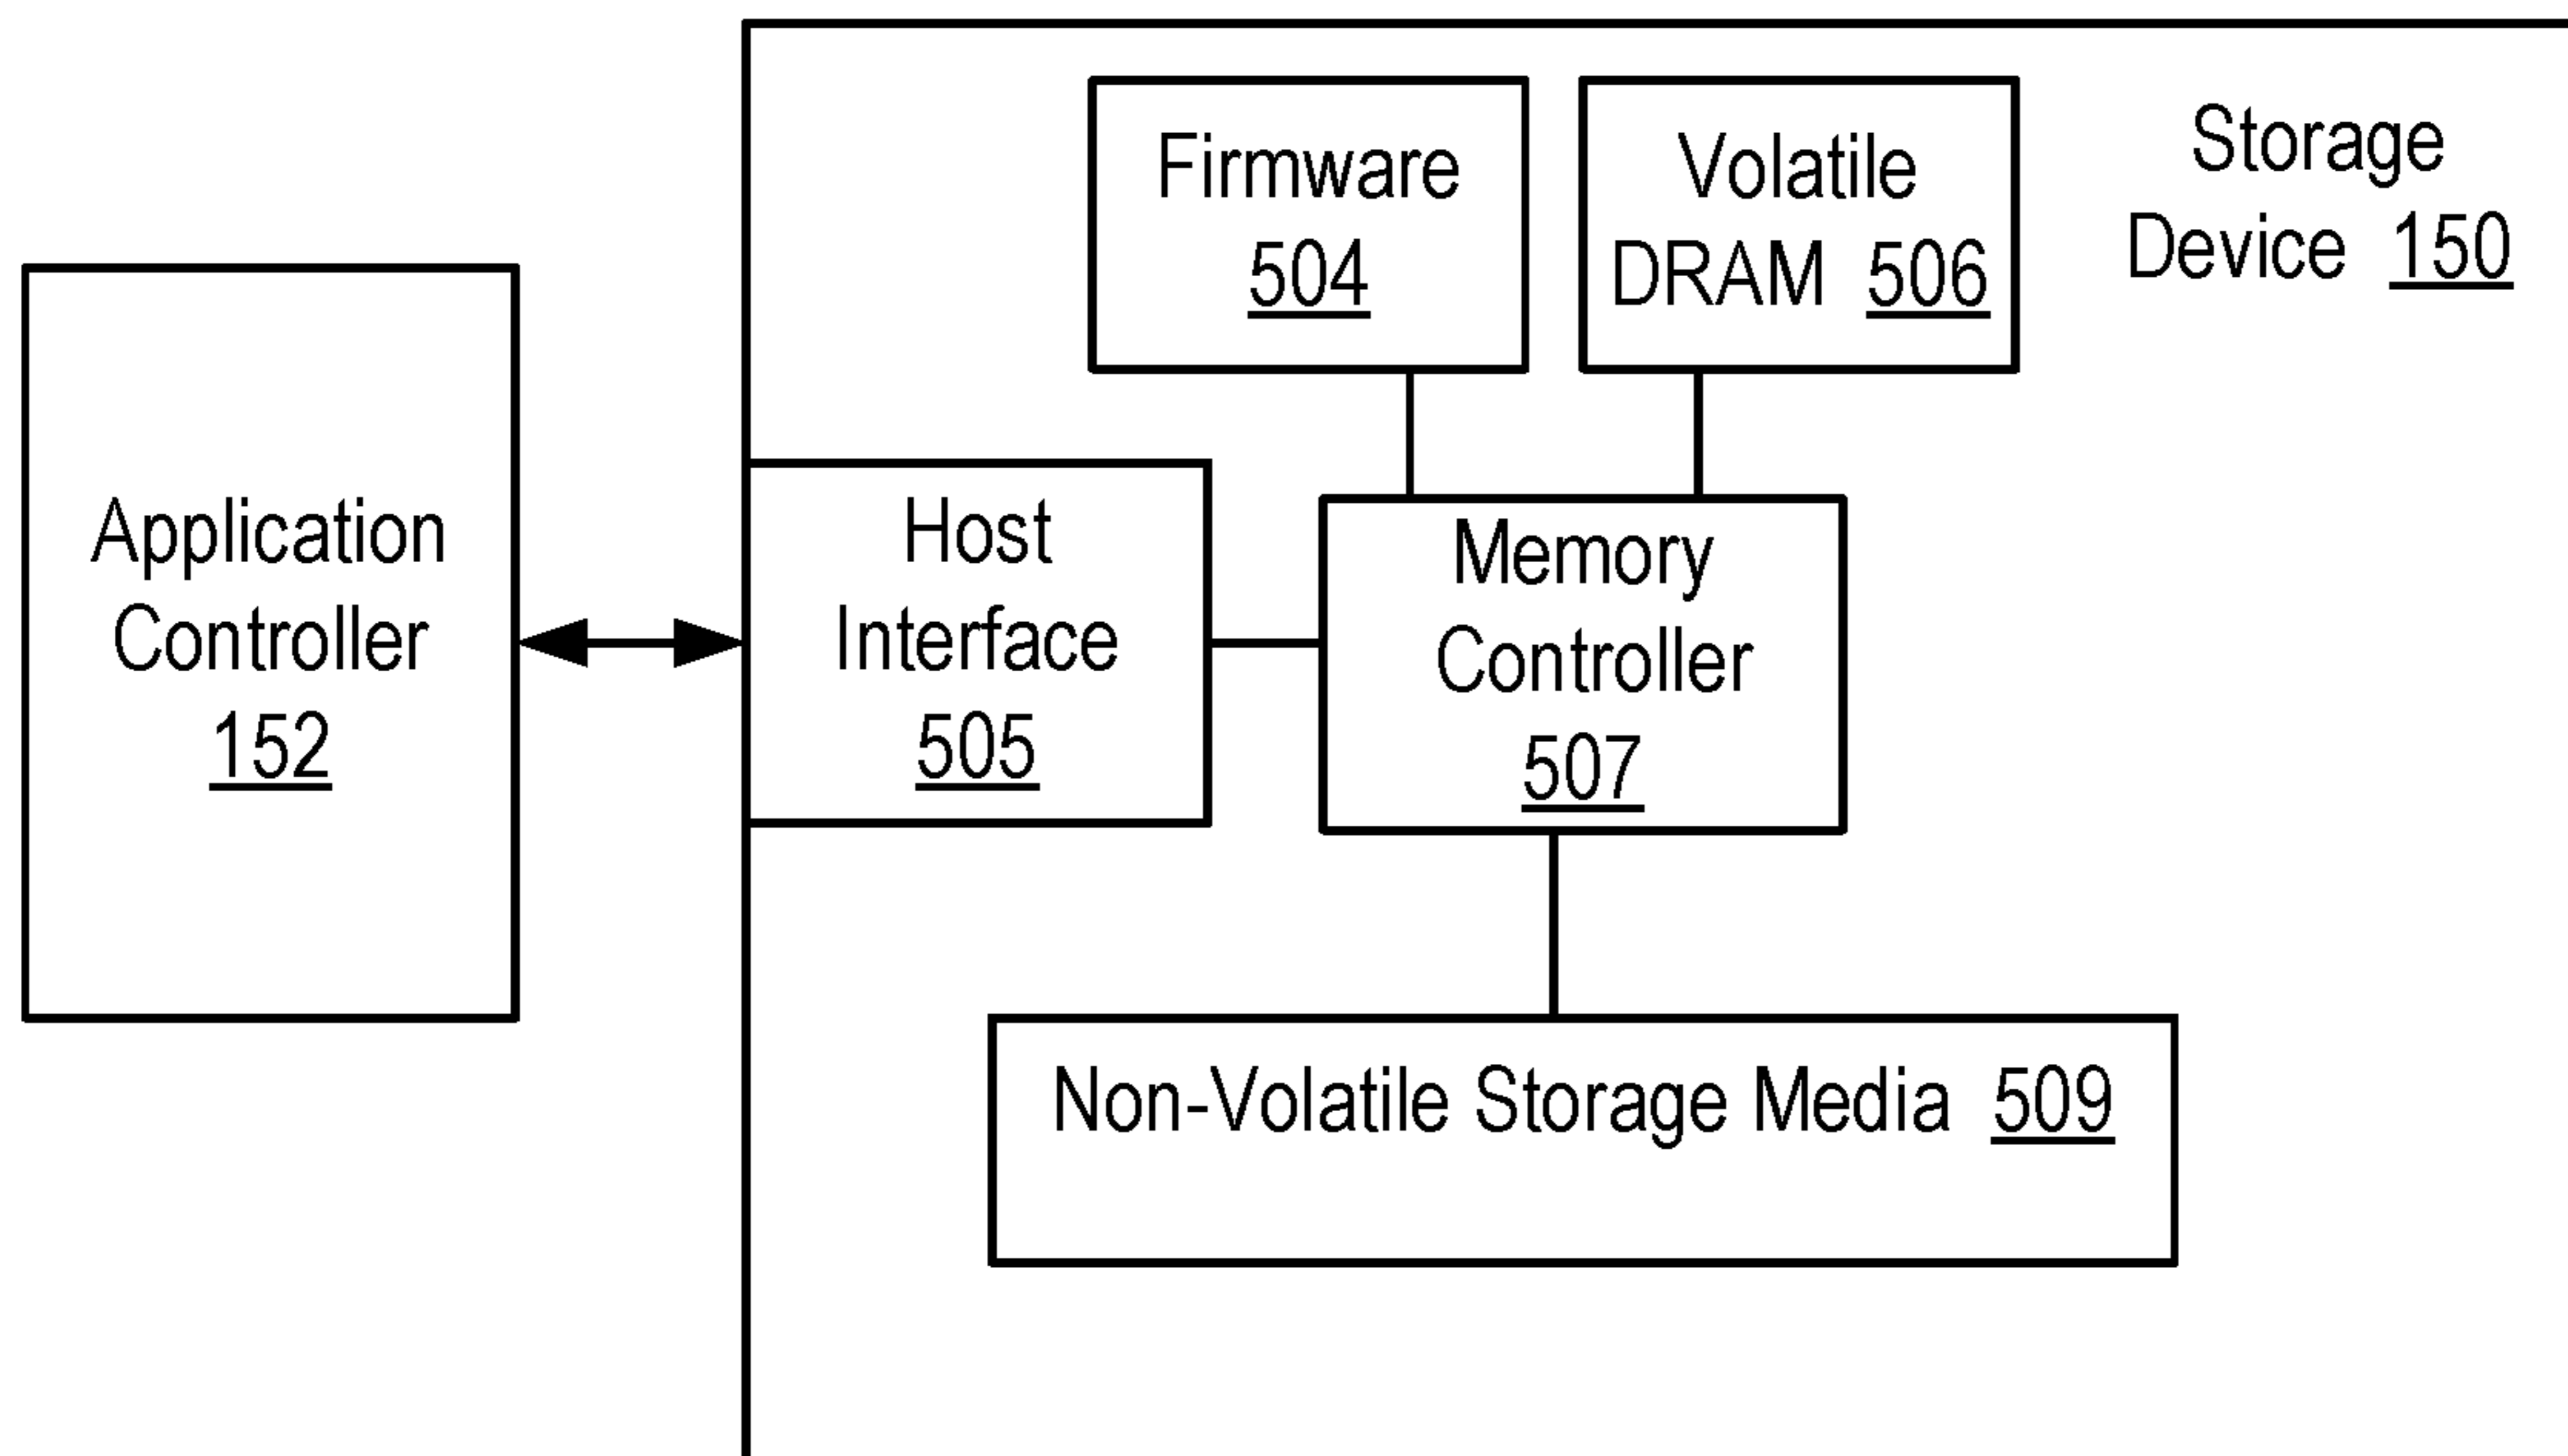 Firmware
504
Volatile
DRAM 506
Storage
Device 150
Application
Controller
152
Host
Interface
505
Memory
Controller
507
Non-Volatile Storage Media 509